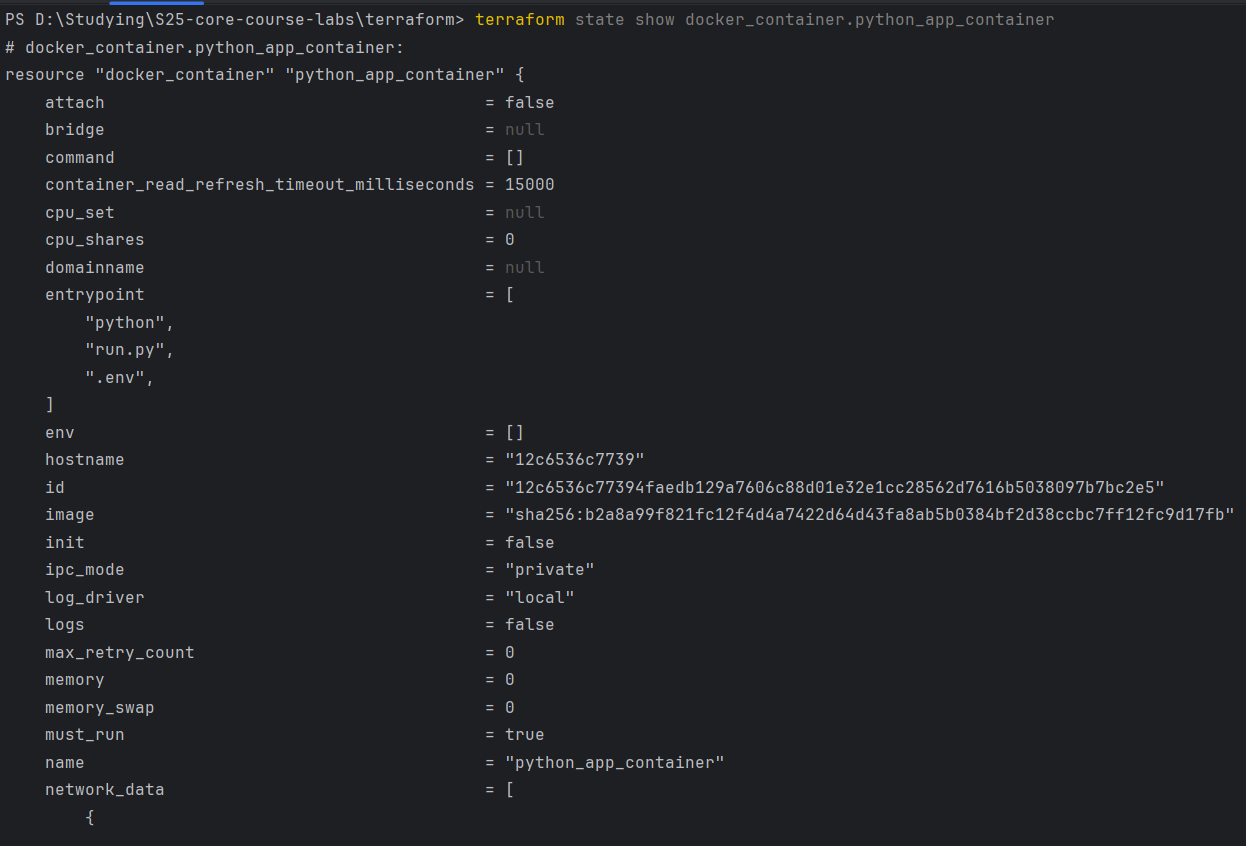 PS D:\Studying\S25-core-course-labs\terraform> terraform state show docker_container.python_app_container
# docker_container.python_app_container:
resource "docker_container" "python_app_container" {
    attach                                      = false
    bridge                                      = null
    command                                     = []
    container_read_refresh_timeout_milliseconds = 15000
    cpu_set                                     = null
    cpu_shares                                  = 0
    domainname                                  = null
    entrypoint                                  = [
        "python",
        "run.py",
        ".env",
    ]
    env                                         = []
    hostname                                    = "12c6536c7739"
    id                                          = "12c6536c77394faedb129a7606c88d01e32e1cc28562d7616b5038097b7bc2e5"
    image                                       = "sha256:b2a8a99f821fc12f4d4a7422d64d43fa8ab5b0384bf2d38ccbc7ff12fc9d17fb"
    init                                        = false
    ipc_mode                                    = "private"
    log_driver                                  = "local"
    logs                                        = false
    max_retry_count                             = 0
    memory                                      = 0
    memory_swap                                 = 0
    must_run                                    = true
    name                                        = "python_app_container"
    network_data                                = [
        {